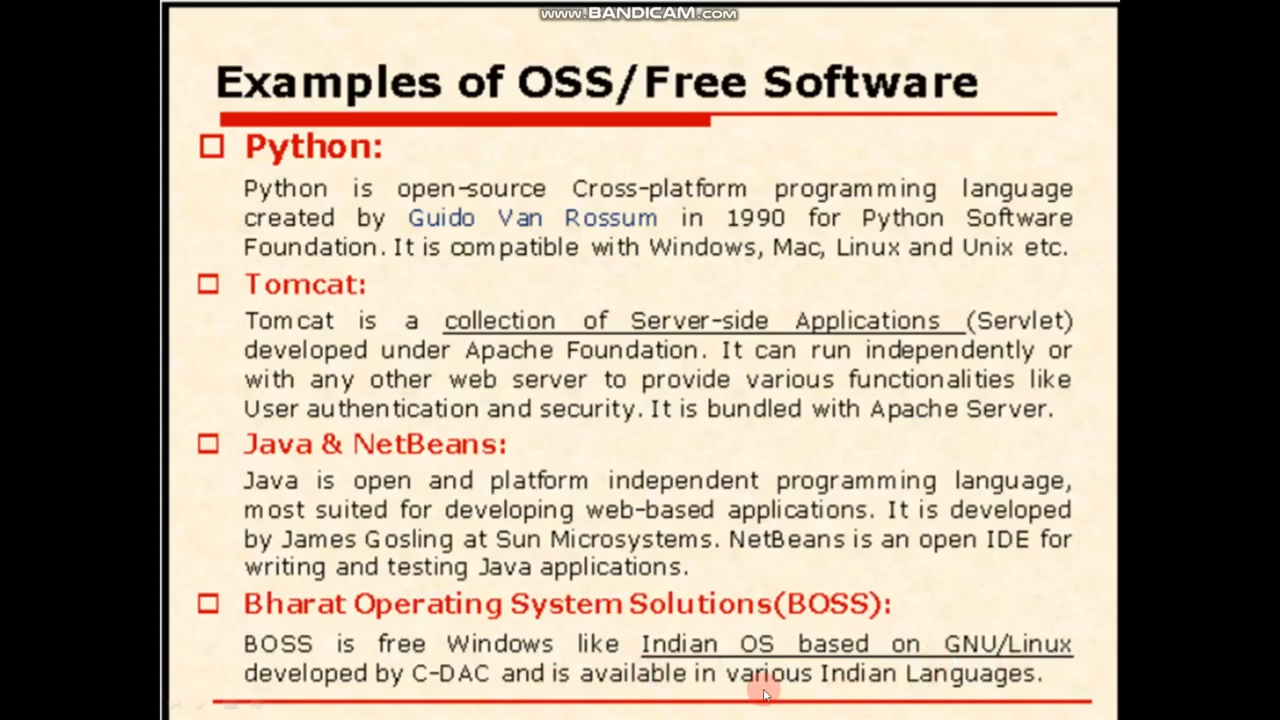 www.BANDICAM.com
Examples of OSS/Free Software
Python:
Python is open-source Cross-platform programming language
created by Guido Van Rossum in 1990 for Python Software
Foundation. It is compatible with Windows, Mac, Linux and Unix etc.
Tomcat:
Tomcat is a collection of Server-side Applications (Servlet)
developed under Apache Foundation. It can run independently or
with any other web server to provide various functionalities like
User authentication and security. It is bundled with Apache Server.
Java & NetBeans:
Java is open and platform independent programming language,
most suited for developing web-based applications. It is developed
by James Gosling at Sun Microsystems. NetBeans is an open IDE for
writing and testing Java applications.
Bharat Operating System Solutions(BOSS):
BOSS is free Windows like Indian OS based on GNU/Linux
developed by C-DAC and is available in various Indian Languages.